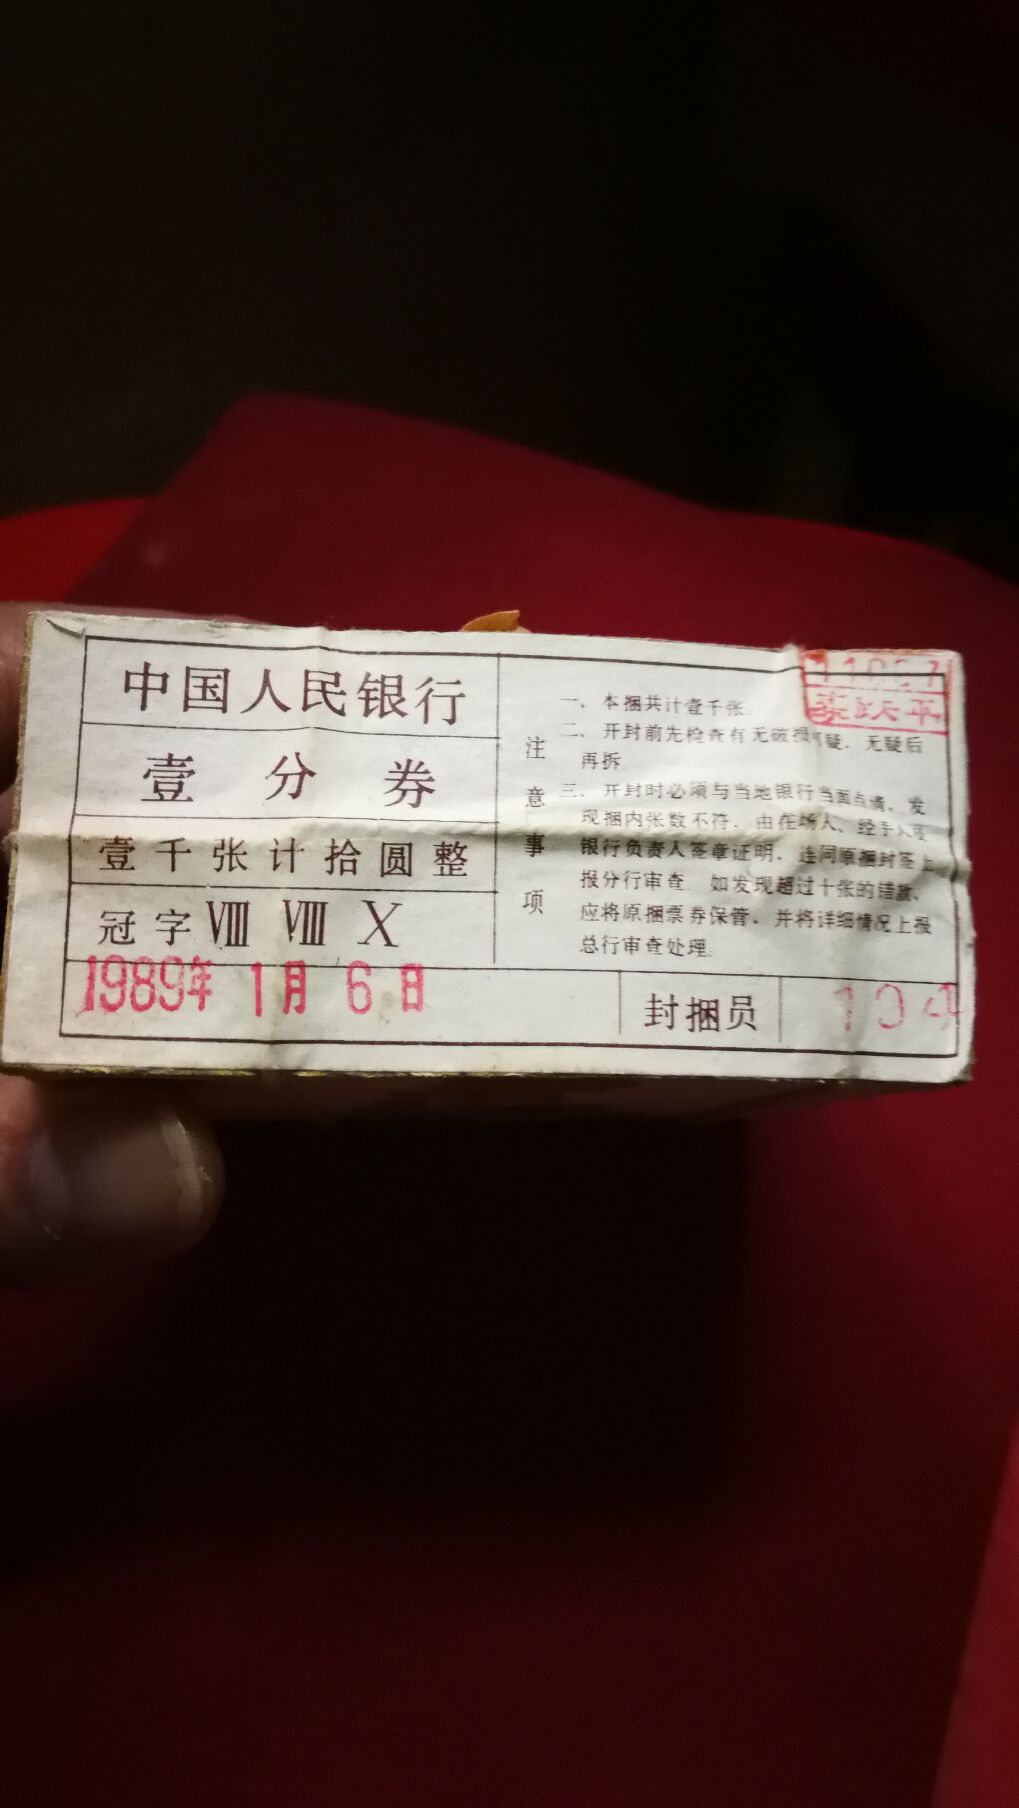 中国人民银行
壹分券
壹千张计拾圆整
冠字 Ⅷ Ⅷ Ⅹ
1989年 1月 6日
注意事项
一、本捆共计壹千张
二、开封前先检查有无破损可疑．无疑后
再拆．
三、开封时必须与当地银行当面点清．发
现捆内张数不符．由在场人、经手人及
银行负责人签章证明．连同原捆封签上
报分行审查．如发现超过十张的错款．
应将原捆票券保管．并将详细情况上报
总行审查处理．
封捆员